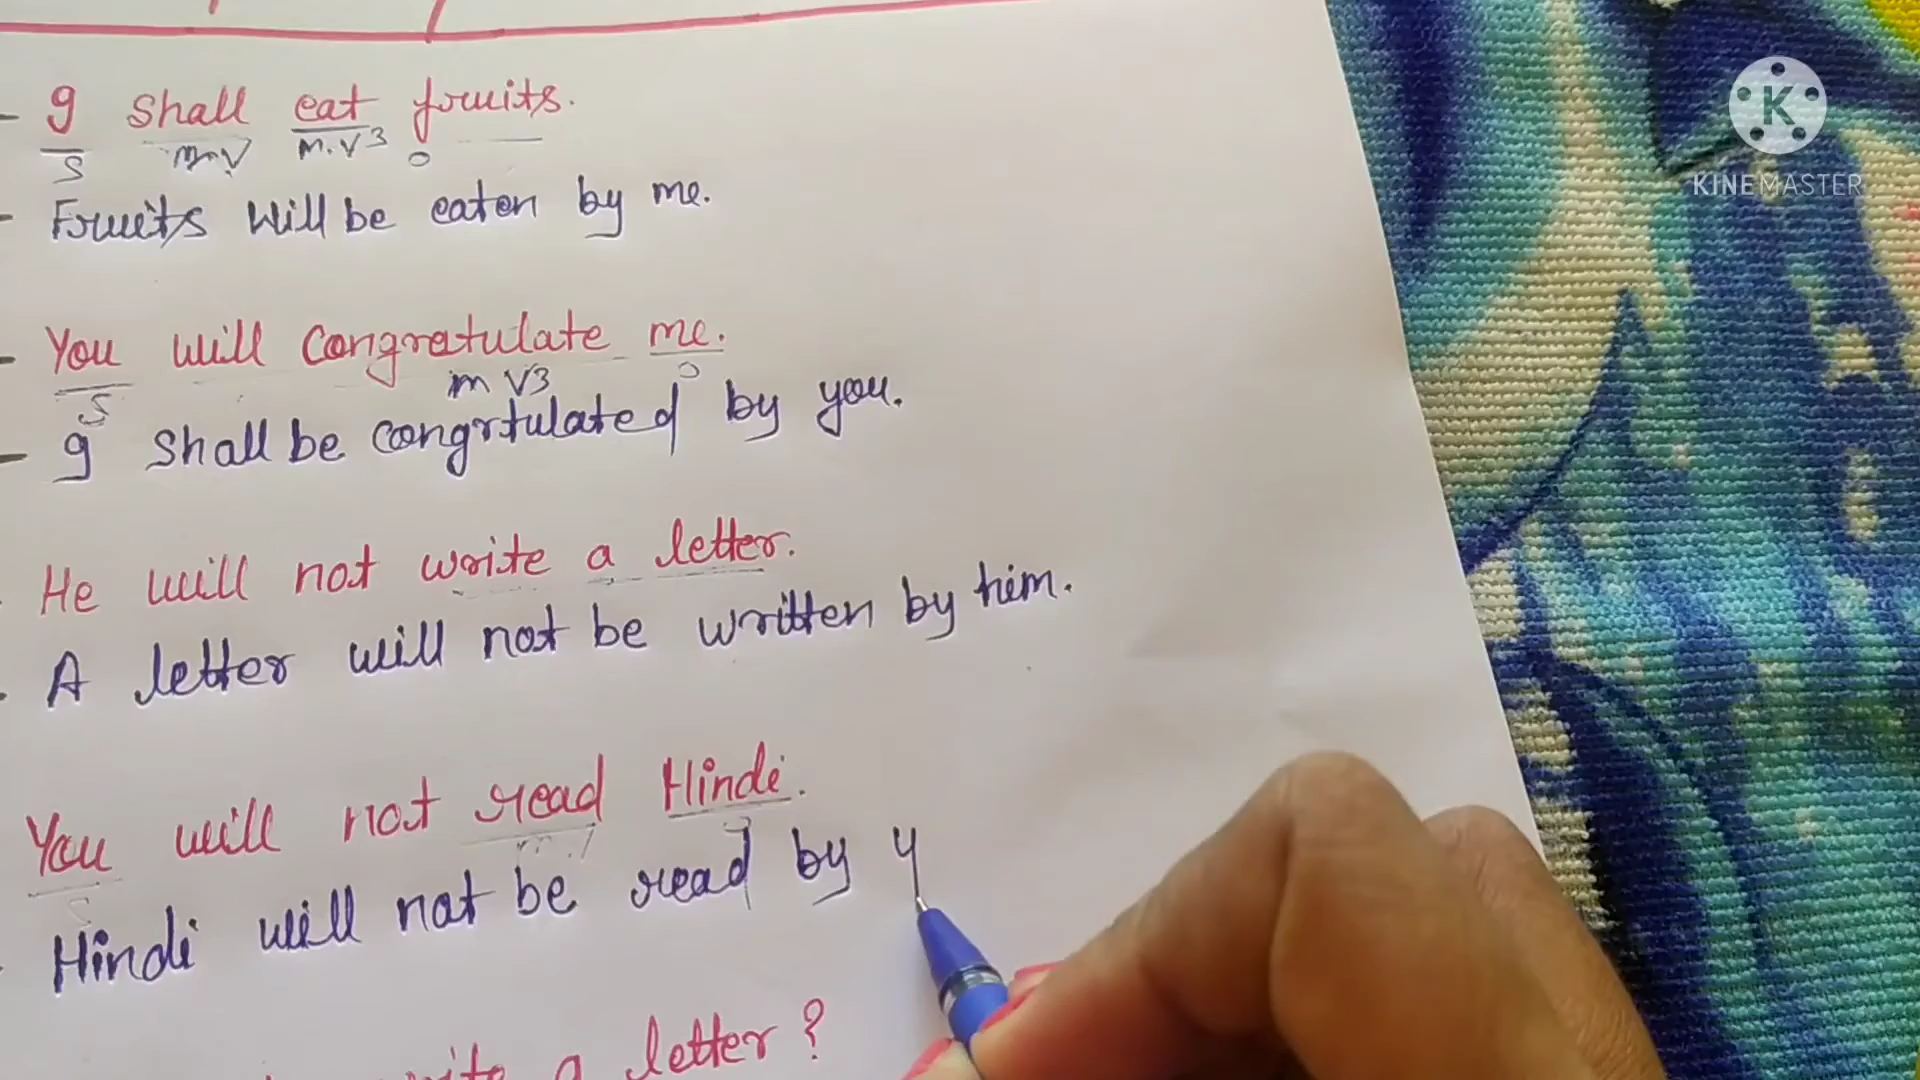 - I shall eat fruits.
S m.v M.V3 O
- Fruits will be eaten by me.
- You will congratulate me.
S m V3 O
- I shall be congrtulated by you.
He will not write a letter.
A letter will not be written by him.
You will not read Hindi.
S
- Hindi will not be read by y
a letter?
K
KINEMASTER